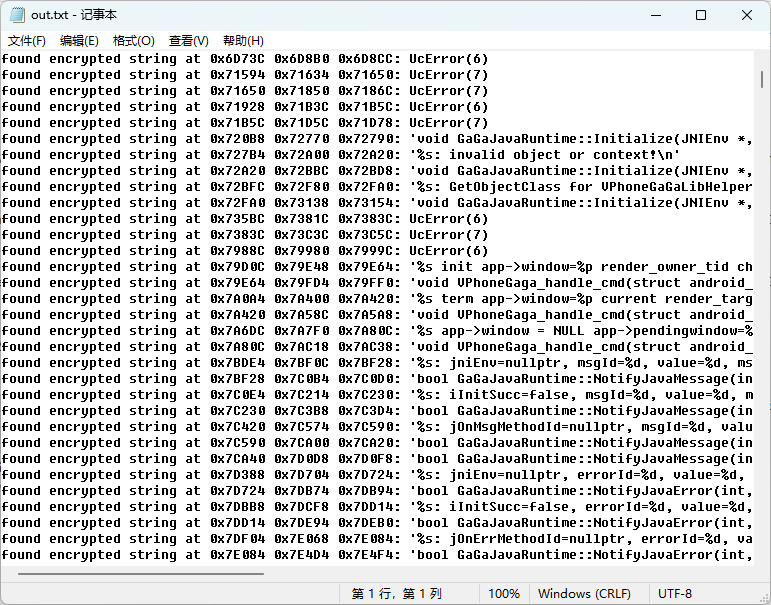 out.txt - 记事本
文件(F) 编辑(E) 格式(O) 查看(V) 帮助(H)
found encrypted string at 0x6D73C 0x6D8B0 0x6D8CC: UcError(6)
found encrypted string at 0x71594 0x71634 0x71650: UcError(7)
found encrypted string at 0x71650 0x71850 0x7186C: UcError(7)
found encrypted string at 0x71928 0x71B3C 0x71B5C: UcError(6)
found encrypted string at 0x71B5C 0x71D5C 0x71D78: UcError(7)
found encrypted string at 0x720B8 0x72770 0x72790: 'void GaGaJavaRuntime::Initialize(JNIEnv *,
found encrypted string at 0x727B4 0x72A00 0x72A20: '%s: invalid object or context!\n'
found encrypted string at 0x72A20 0x72BBC 0x72BD8: 'void GaGaJavaRuntime::Initialize(JNIEnv *,
found encrypted string at 0x72BFC 0x72F80 0x72FA0: '%s: GetObjectClass for VPhoneGaGaLibHelper
found encrypted string at 0x72FA0 0x73138 0x73154: 'void GaGaJavaRuntime::Initialize(JNIEnv *,
found encrypted string at 0x735BC 0x7381C 0x7383C: UcError(6)
found encrypted string at 0x7383C 0x73C3C 0x73C5C: UcError(7)
found encrypted string at 0x7988C 0x79980 0x7999C: UcError(6)
found encrypted string at 0x79D0C 0x79E48 0x79E64: '%s init app->window=%p render_owner_tid ch
found encrypted string at 0x79E64 0x79FD4 0x79FF0: 'void VPhoneGaga_handle_cmd(struct android_
found encrypted string at 0x7A0A4 0x7A400 0x7A420: '%s term app->window=%p current render_targ
found encrypted string at 0x7A420 0x7A58C 0x7A5A8: 'void VPhoneGaga_handle_cmd(struct android_
found encrypted string at 0x7A6DC 0x7A7F0 0x7A80C: '%s app->window = NULL app->pendingwindow=%
found encrypted string at 0x7A80C 0x7AC18 0x7AC38: 'void VPhoneGaga_handle_cmd(struct android_
found encrypted string at 0x7BDE4 0x7BF0C 0x7BF28: '%s: jniEnv=nullptr, msgId=%d, value=%d, ms
found encrypted string at 0x7BF28 0x7C0B4 0x7C0D0: 'bool GaGaJavaRuntime::NotifyJavaMessage(in
found encrypted string at 0x7C0E4 0x7C214 0x7C230: '%s: iInitSucc=false, msgId=%d, value=%d, m
found encrypted string at 0x7C230 0x7C3B8 0x7C3D4: 'bool GaGaJavaRuntime::NotifyJavaMessage(in
found encrypted string at 0x7C420 0x7C574 0x7C590: '%s: jOnMsgMethodId=nullptr, msgId=%d, valu
found encrypted string at 0x7C590 0x7CA00 0x7CA20: 'bool GaGaJavaRuntime::NotifyJavaMessage(in
found encrypted string at 0x7CA40 0x7D0D8 0x7D0F8: 'bool GaGaJavaRuntime::NotifyJavaMessage(in
found encrypted string at 0x7D388 0x7D704 0x7D724: '%s: jniEnv=nullptr, errorId=%d, value=%d,
found encrypted string at 0x7D724 0x7DB74 0x7DB94: 'bool GaGaJavaRuntime::NotifyJavaError(int,
found encrypted string at 0x7DBB8 0x7DCF8 0x7DD14: '%s: iInitSucc=false, errorId=%d, value=%d,
found encrypted string at 0x7DD14 0x7DE94 0x7DEB0: 'bool GaGaJavaRuntime::NotifyJavaError(int,
found encrypted string at 0x7DF04 0x7E068 0x7E084: '%s: jOnErrMethodId=nullptr, errorId=%d, va
found encrypted string at 0x7E084 0x7E4D4 0x7E4F4: 'bool GaGaJavaRuntime::NotifyJavaError(int,
第 1 行，第 1 列 100% Windows (CRLF) UTF-8